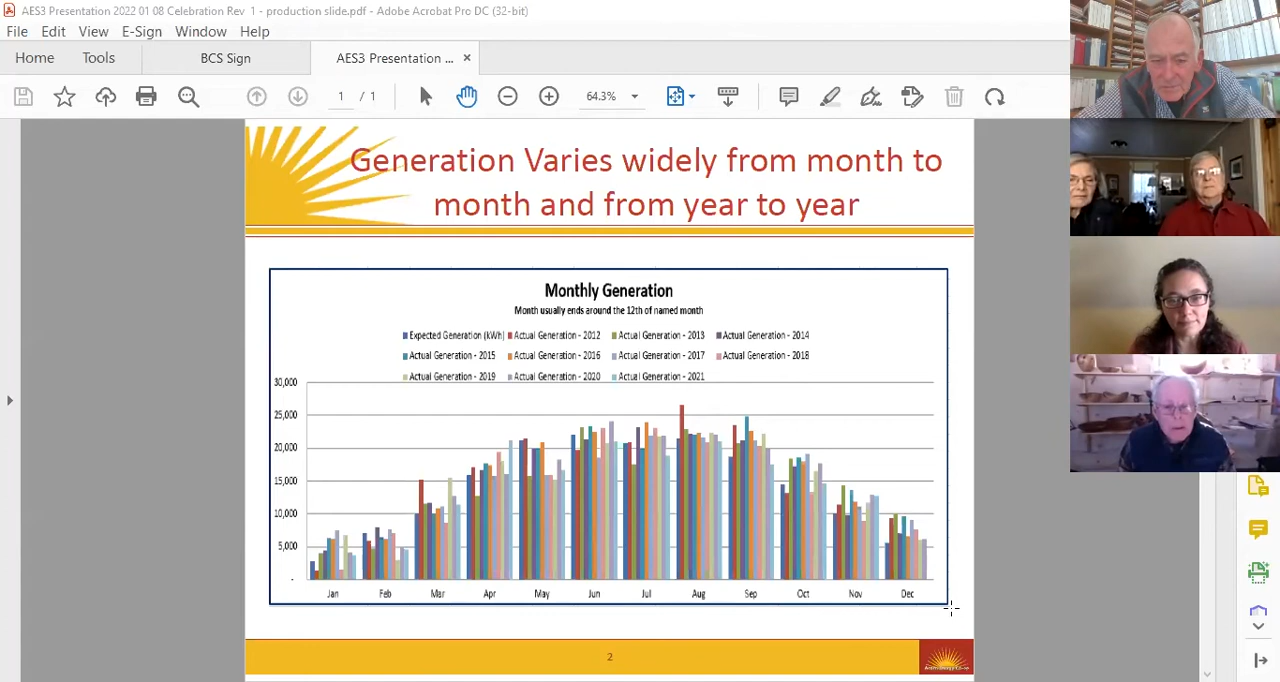 AES3 Presentation 2022 01 08 Celebration Rev 1 - production slide.pdf - Adobe Acrobat Pro DC (32-bit)
File Edit View E-Sign Window Help
Home Tools BCS Sign AES3 Presentation ... ×
1 / 1 64.3%
Generation Varies widely from month to
month and from year to year
Monthly Generation
Month usually ends around the 12th of named month
Expected Generation (kWh) Actual Generation - 2012 Actual Generation - 2013 Actual Generation - 2014
Actual Generation - 2015 Actual Generation - 2016 Actual Generation - 2017 Actual Generation - 2018
Actual Generation - 2019 Actual Generation - 2020 Actual Generation - 2021
30,000
25,000
20,000
15,000
10,000
5,000
-
Jan Feb Mar Apr May Jun Jul Aug Sep Oct Nov Dec
2